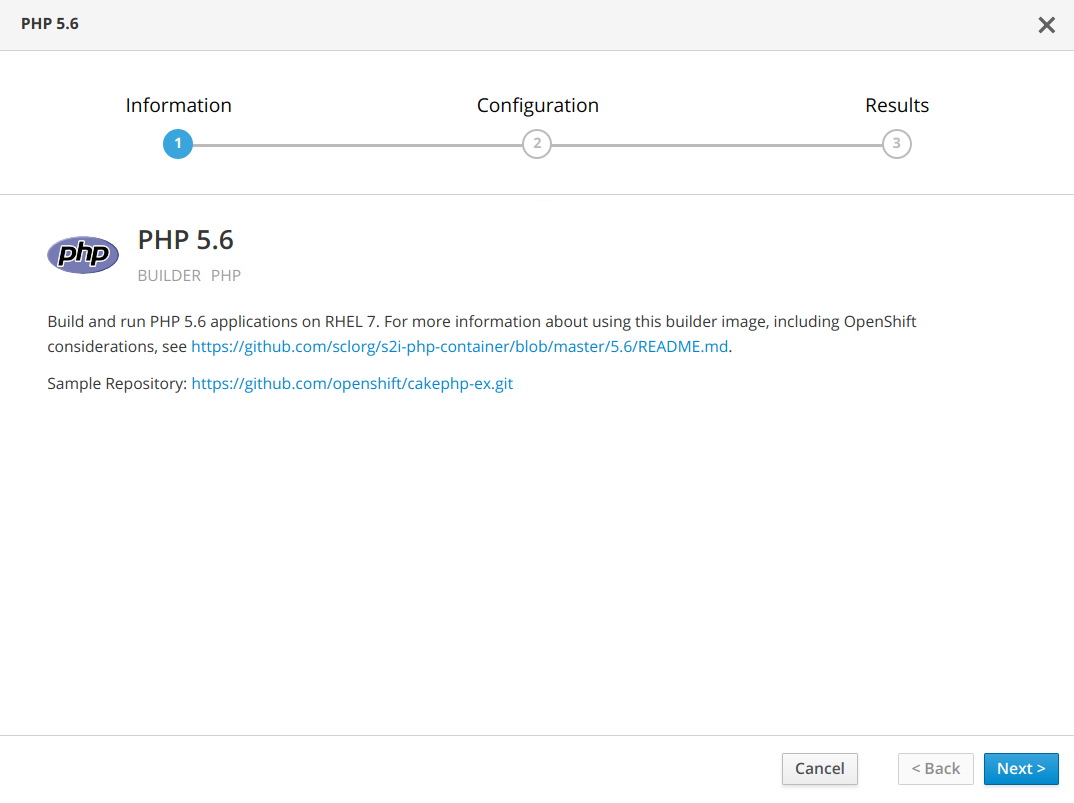 PHP 5.6
Information
Configuration
Results
1
2
3
php
PHP 5.6
BUILDER PHP
Build and run PHP 5.6 applications on RHEL 7. For more information about using this builder image, including OpenShift
considerations, see https://github.com/sclorg/s2i-php-container/blob/master/5.6/README.md.
Sample Repository: https://github.com/openshift/cakephp-ex.git
Cancel
< Back
Next >